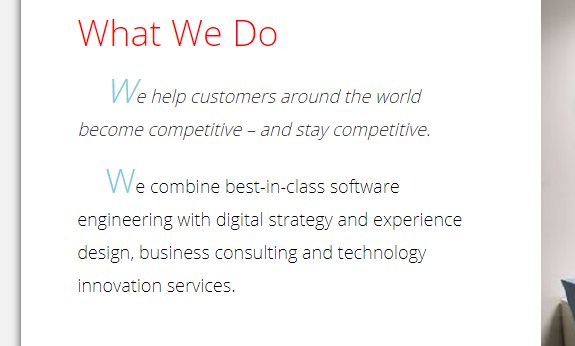 What We Do
We help customers around the world
become competitive – and stay competitive.
We combine best-in-class software
engineering with digital strategy and experience
design, business consulting and technology
innovation services.